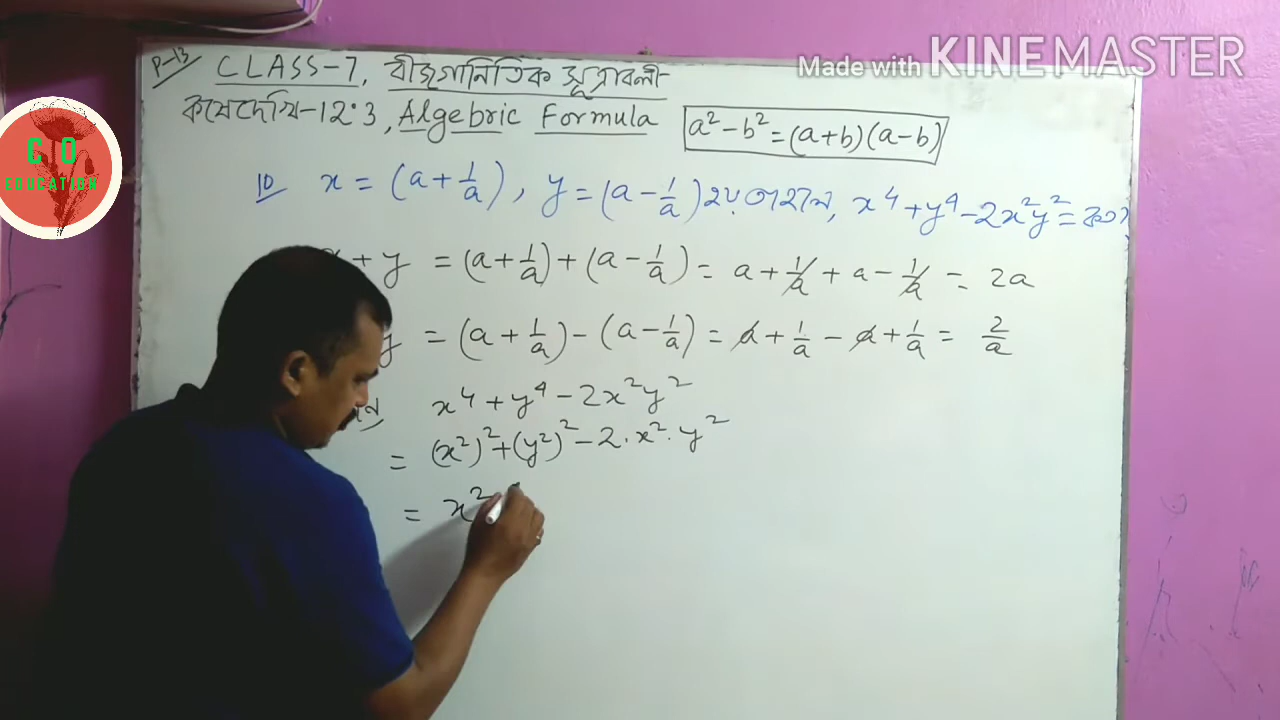 Made with KINEMASTER
P-13 CLASS-7, বীজগানিতিক সূত্রাবলী-
কষেদেখি-12.3, Algebric Formula a²-b²=(a+b)(a-b)
C D
EDUCATION
10 x = (a + 1/a), y = (a - 1/a) হয় তাহলে, x⁴+y⁴-2x²y² = কত?
+ y = (a + 1/a) + (a - 1/a) = a + 1/a + a - 1/a = 2a
y = (a + 1/a) - (a - 1/a) = a + 1/a - a + 1/a = 2/a
x⁴ + y⁴ - 2x²y²
= (x²)² + (y²)² - 2.x².y²
= x²